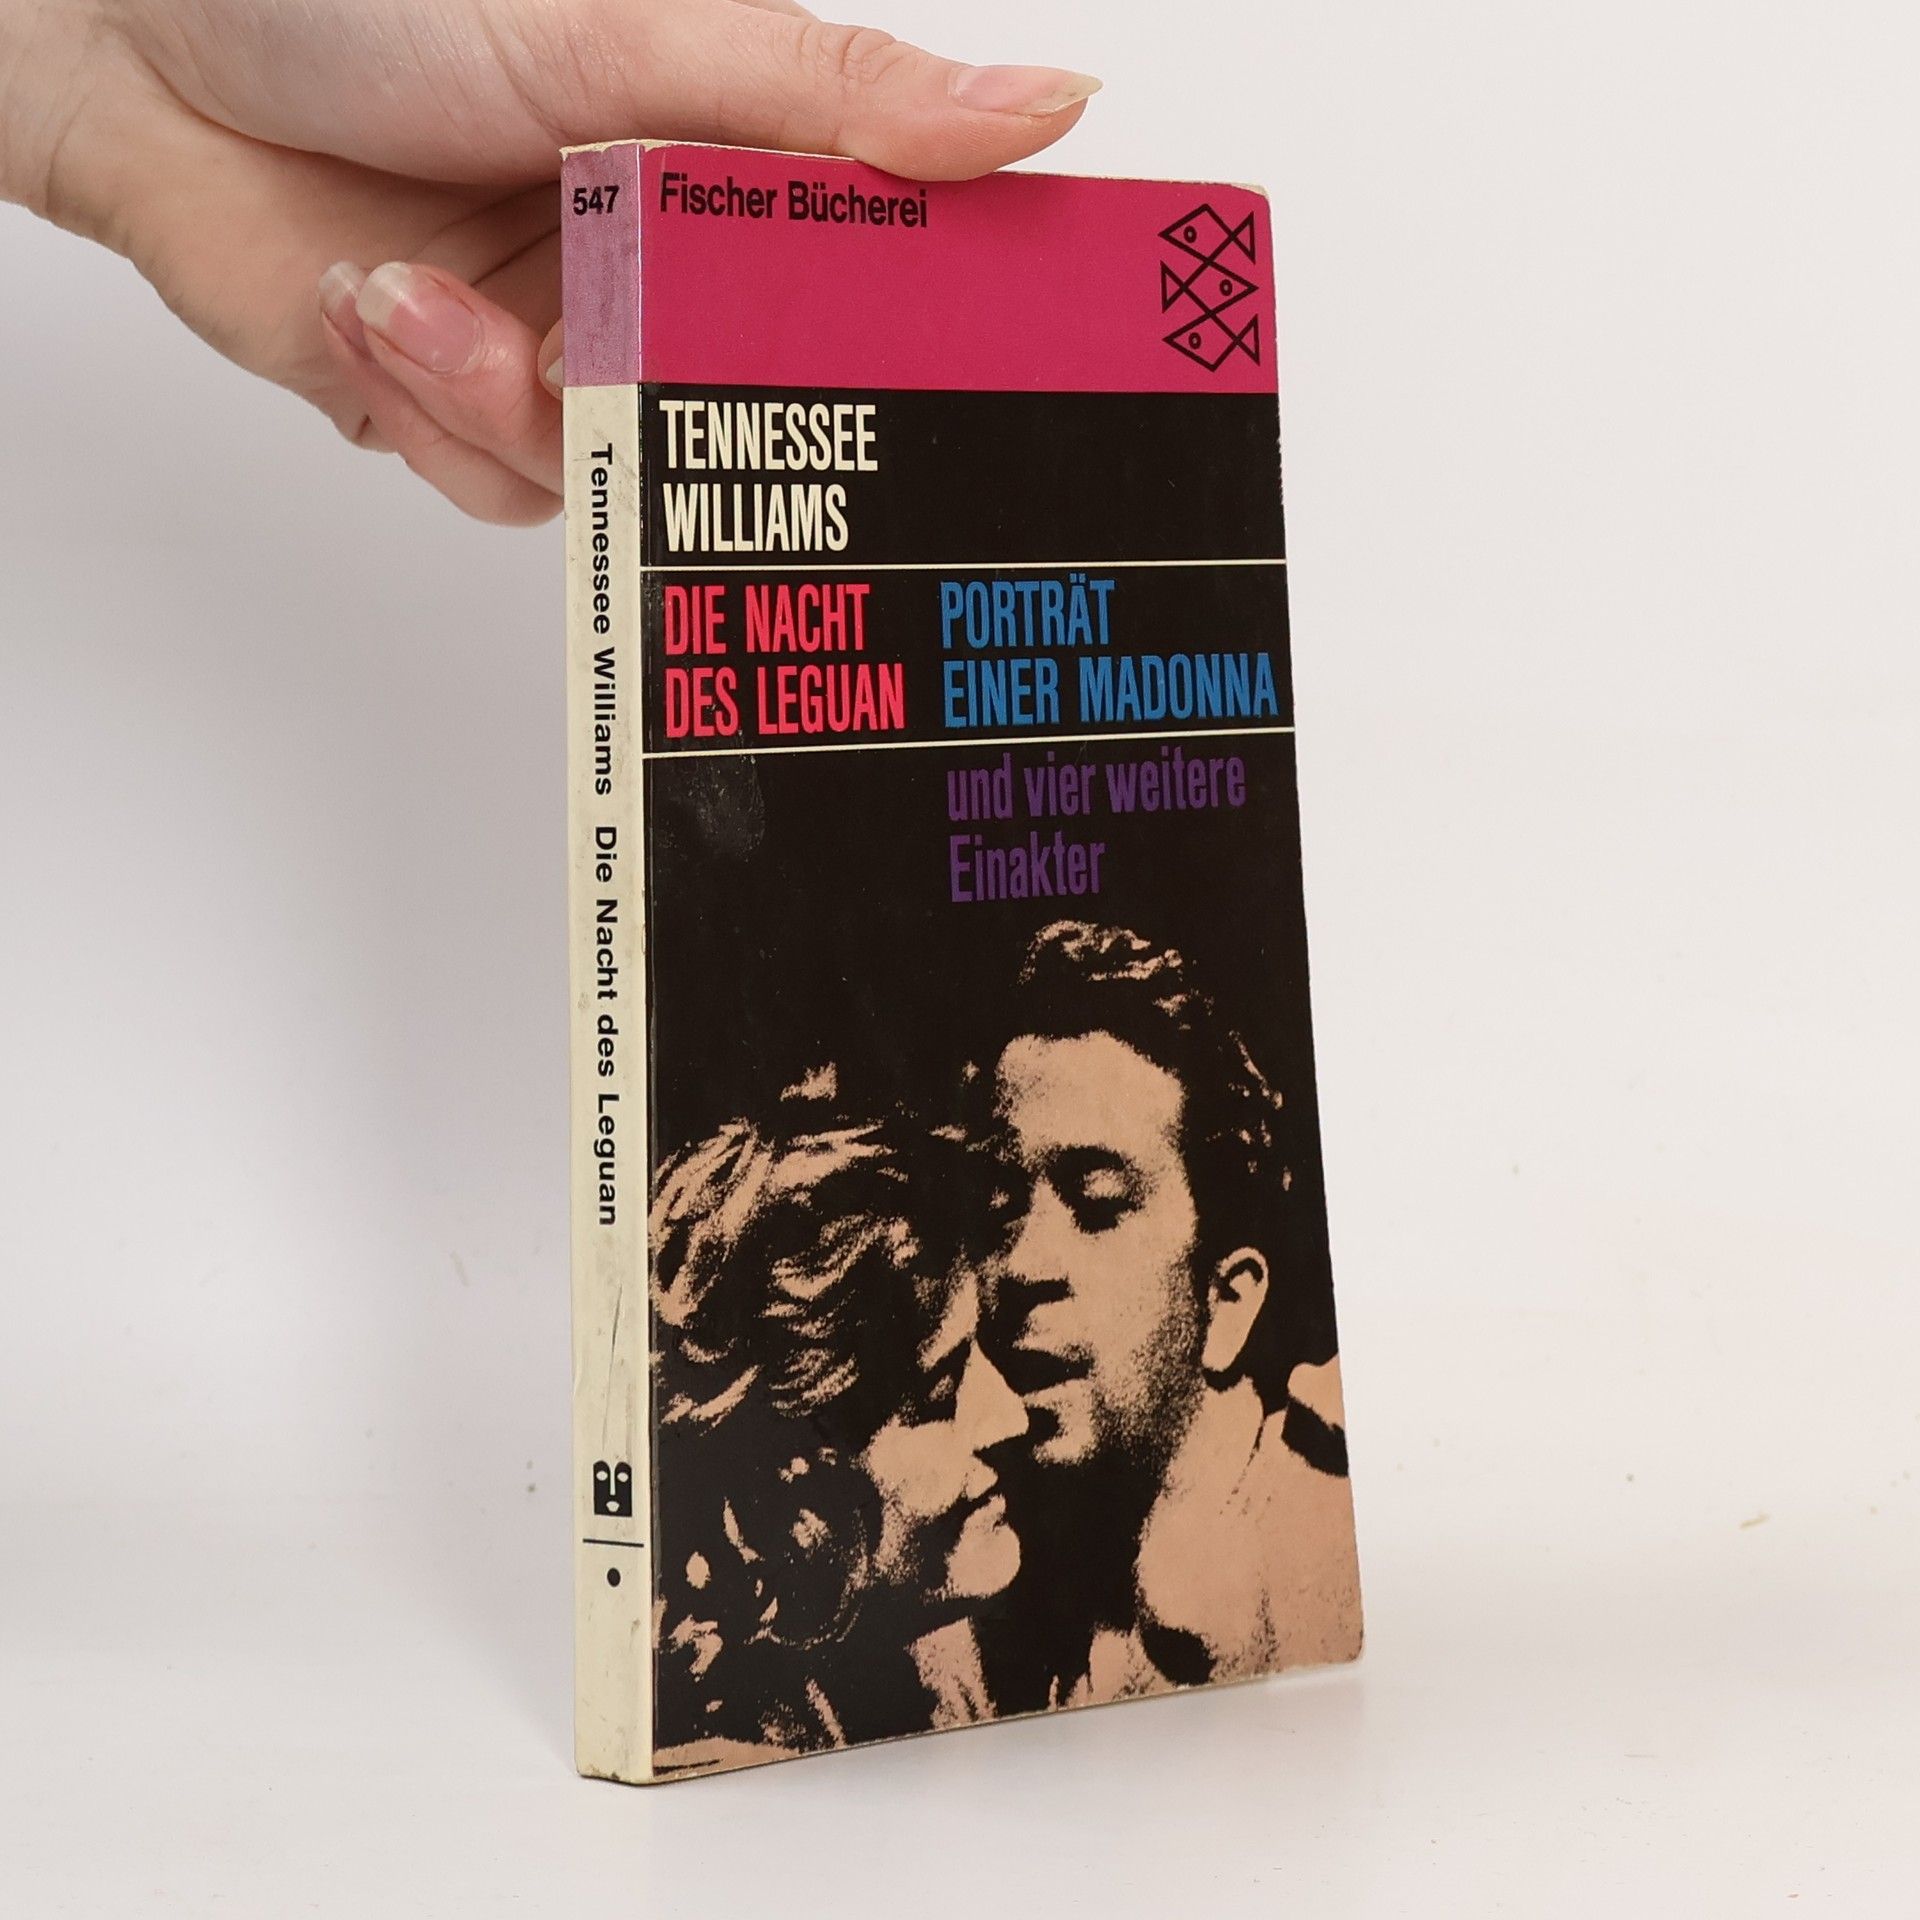 547
Fischer Bücherei
TENNESSEE
WILLIAMS
DIE NACHT
DES LEGUAN
PORTRÄT
EINER MADONNA
und vier weitere
Einakter
Tennessee Williams Die Nacht des Leguan